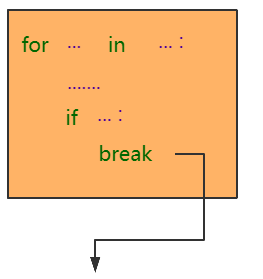 for ... in ... :
.......
if ... :
break